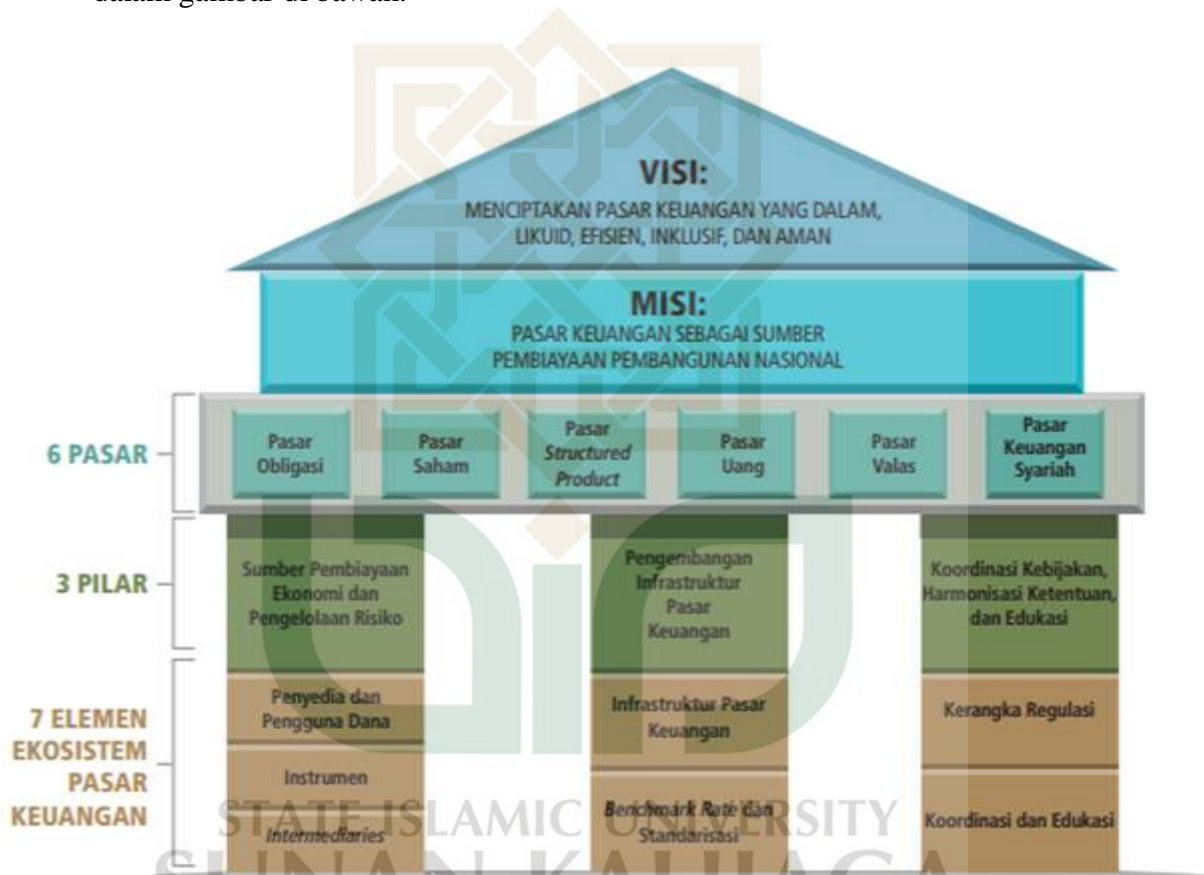 dalam gambar di bawah.
VISI:
MENCIPTAKAN PASAR KEUANGAN YANG DALAM,
LIKUID, EFISIEN, INKLUSIF, DAN AMAN
MISI:
PASAR KEUANGAN SEBAGAI SUMBER
PEMBIAYAAN PEMBANGUNAN NASIONAL
6 PASAR
Pasar
Obligasi
Pasar
Saham
Pasar
Structured
Product
Pasar
Uang
Pasar
Valas
Pasar
Keuangan
Syariah
3 PILAR
Sumber Pembiayaan
Ekonomi dan
Pengelolaan Risiko
Pengembangan
Infrastruktur
Pasar
Keuangan
Koordinasi Kebijakan,
Harmonisasi Ketentuan,
dan Edukasi
7 ELEMEN
EKOSISTEM
PASAR
KEUANGAN
Penyedia dan
Pengguna Dana
Instrumen
Intermediaries
Infrastruktur Pasar
Keuangan
Benchmark Rate dan
Standarisasi
Kerangka Regulasi
Koordinasi dan Edukasi
STATE ISLAMIC UNIVERSITY
SUNAN KALIJAGA